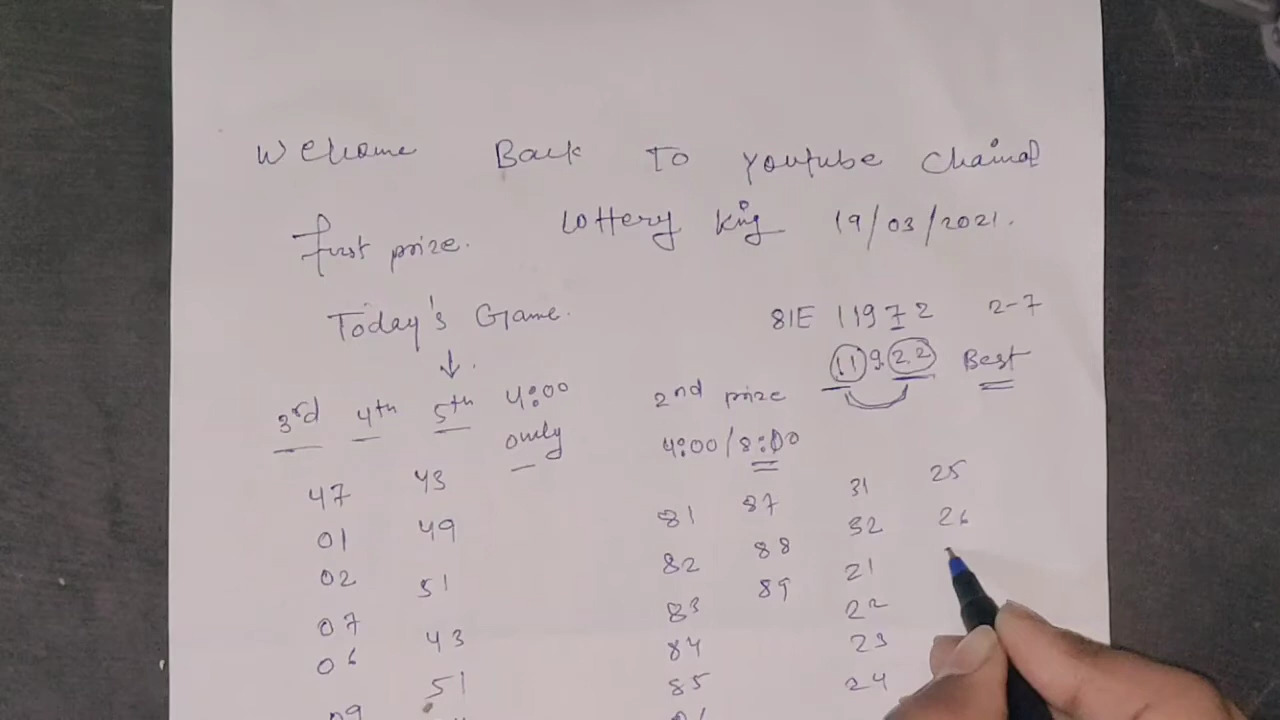 Welcome Back To Youtube Chainal
first prize. Lottery King 19/03/2021.
Today's Game. 81E 11972 2-7
11922 Best
3rd 4th 5th 4:00 2nd prize
only 4:00/8:00
47 43 81 87 31 25
01 49 82 88 32 26
02 51 83 89 21
07 43 84 22
06 51 85 23
09 24